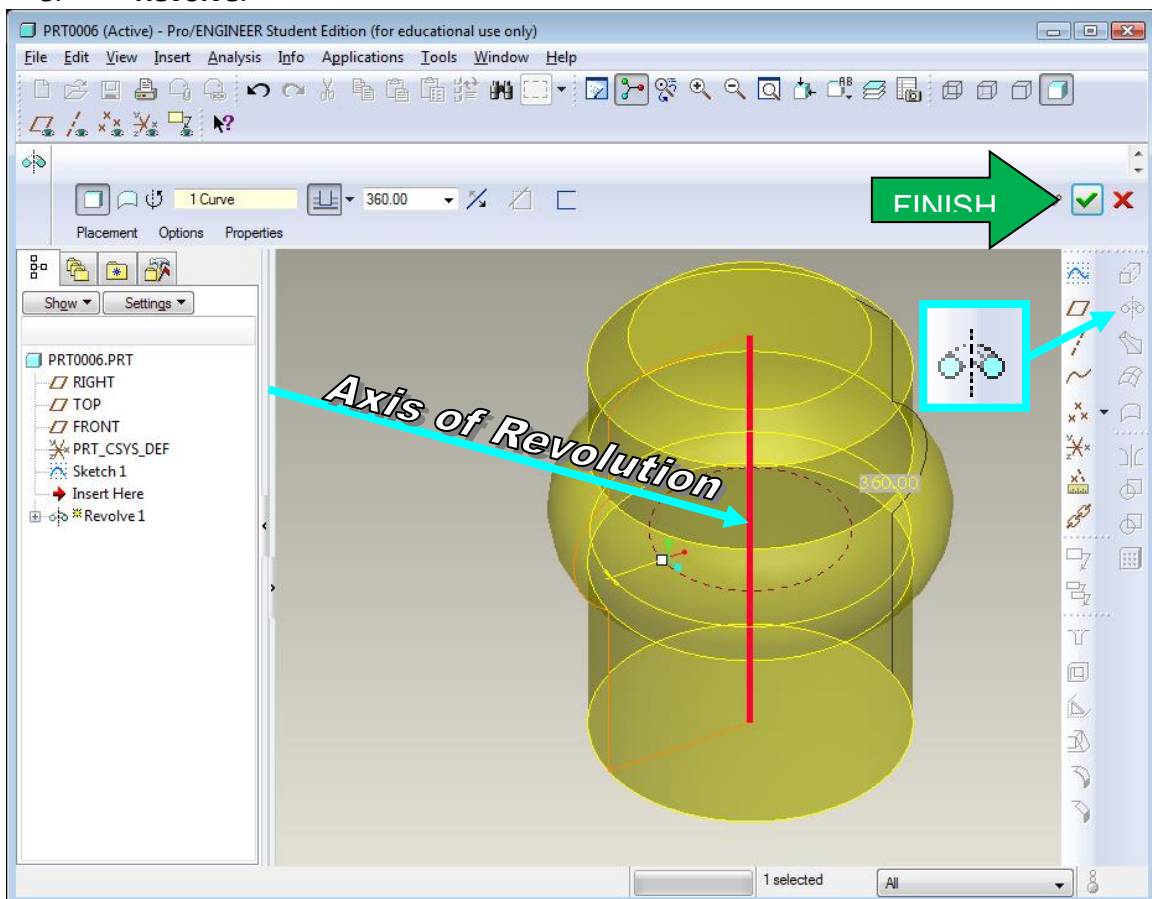 Revolve.
PRT0006 (Active) - Pro/ENGINEER Student Edition (for educational use only)
File Edit View Insert Analysis Info Applications Tools Window Help
1 Curve 360.00
FINISH
Placement Options Properties
Show Settings
PRT0006.PRT
RIGHT
TOP
FRONT
PRT_CSYS_DEF
Sketch 1
Insert Here
Revolve 1
Axis of Revolution
360.00
1 selected All